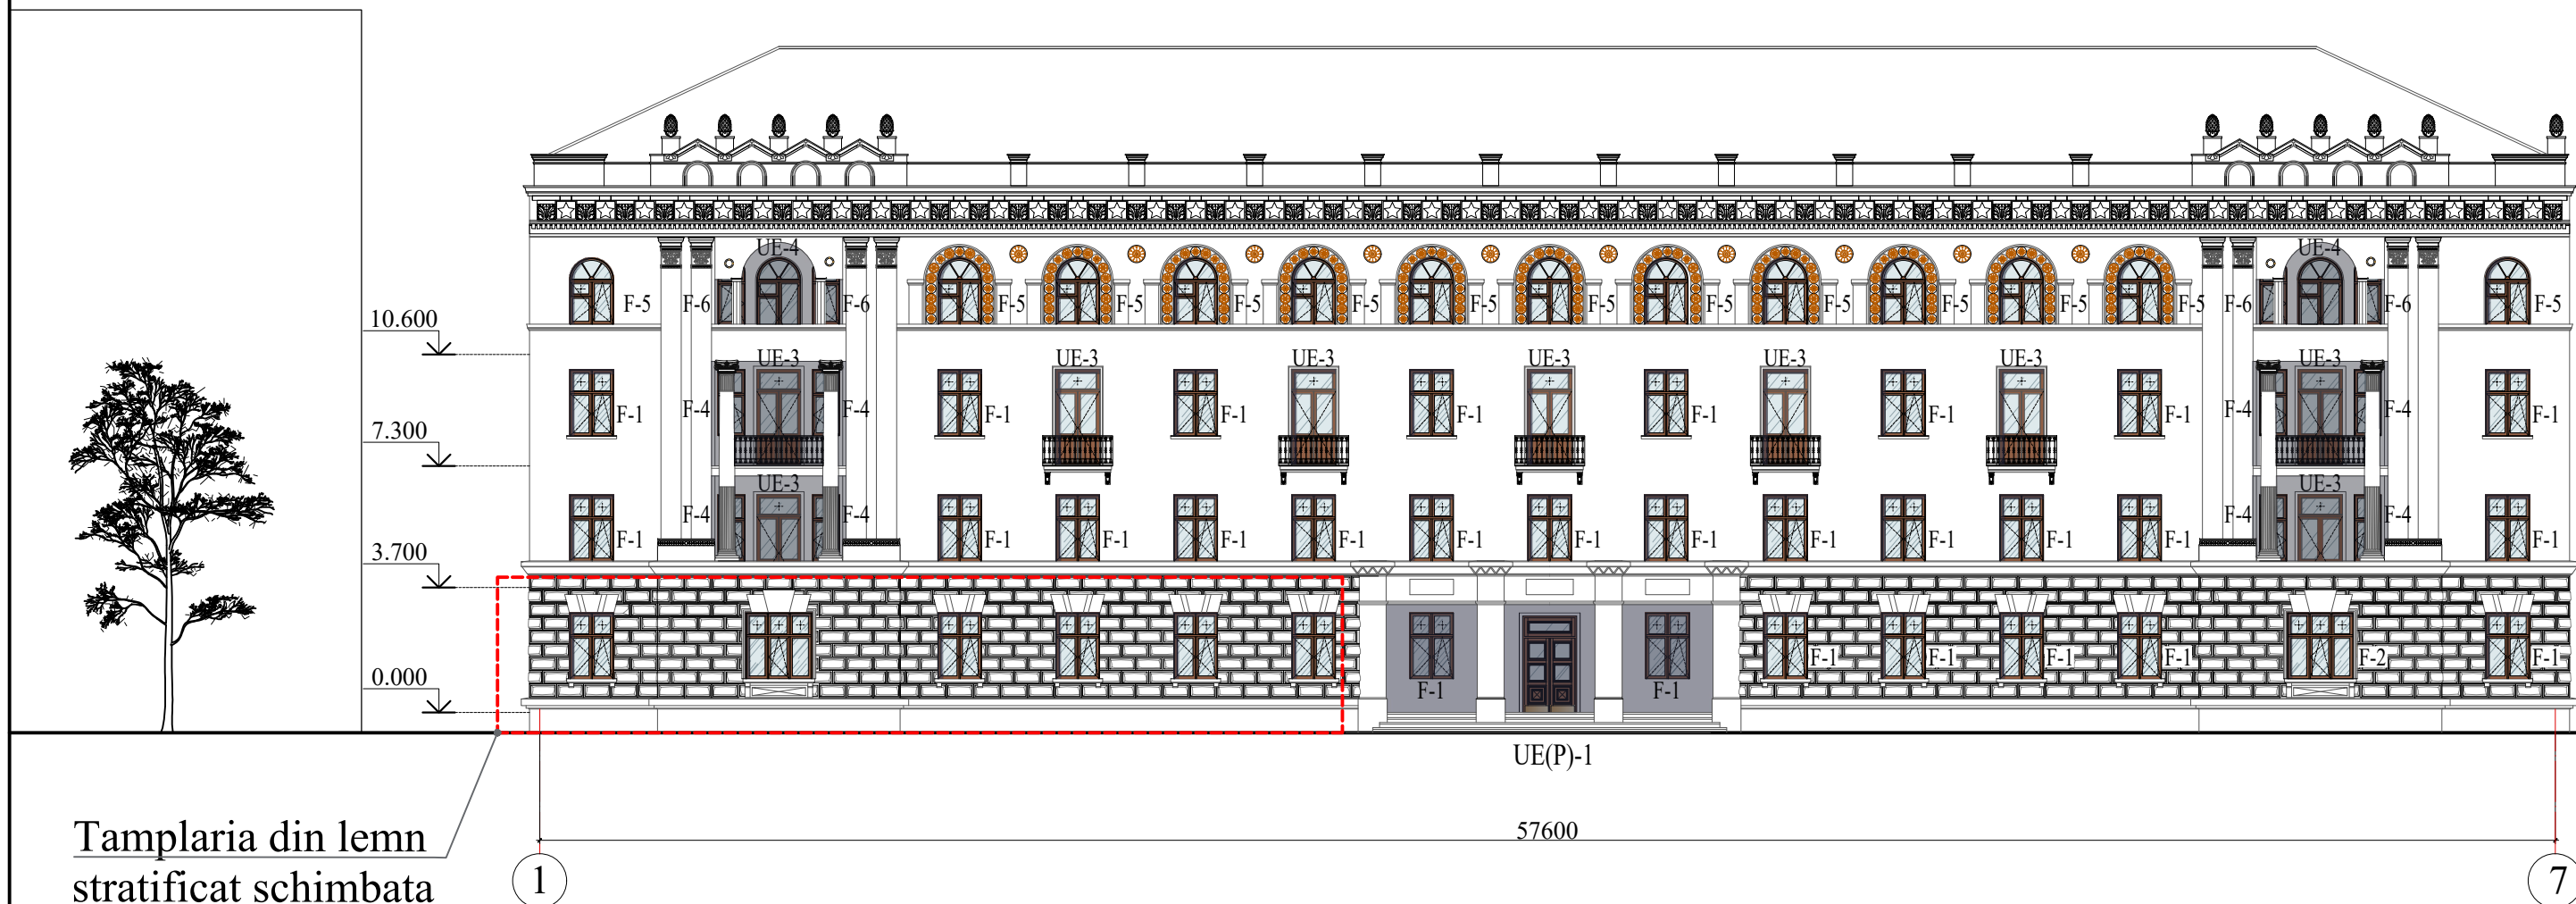 UE-4 UE-4
F-5 F-6 F-6 F-5 F-5 F-5 F-5 F-5 F-5 F-5 F-5 F-5 F-5 F-5 F-6 F-6 F-5
10.600
UE-3 UE-3 UE-3 UE-3 UE-3 UE-3 UE-3
F-1 F-4 F-4 F-1 F-1 F-1 F-1 F-1 F-1 F-4 F-4 F-1
7.300
UE-3 UE-3
F-4 F-4 F-4 F-4
F-1 F-1 F-1 F-1 F-1 F-1 F-1 F-1 F-1 F-1 F-1 F-1 F-1
3.700
F-1 F-1 F-1 F-1 F-2 F-1
0.000
F-1 F-1
UE(P)-1
57600
Tamplaria din lemn
stratificat schimbata
1 7